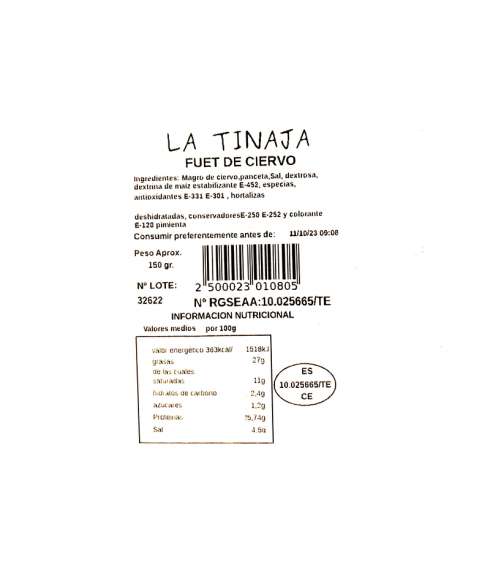 LA TINAJA
FUET DE CIERVO
Ingredientes: Magro de ciervo,panceta,Sal, dextrosa,
dextrina de maiz estabilizante E-452, especias,
antioxidantes E-331 E-301 , hortalizas
deshidratadas, conservadoresE-250 E-252 y colorante
E-120 pimienta
Consumir preferentemente antes de: 11/10/23 09:08
Peso Aprox.
150 gr.
Nº LOTE:
32622
2 500023 010805
Nº RGSEAA:10.025665/TE
INFORMACION NUTRICIONAL
Valores medios por 100g
valor energético 363kcal/ 1518kJ
grasas 27g
de las cuales
saturadas 11g
hidratos de carbono 2,4g
azucares 1,2g
Proteinas 25,74g
Sal 4,5g
ES
10.025665/TE
CE